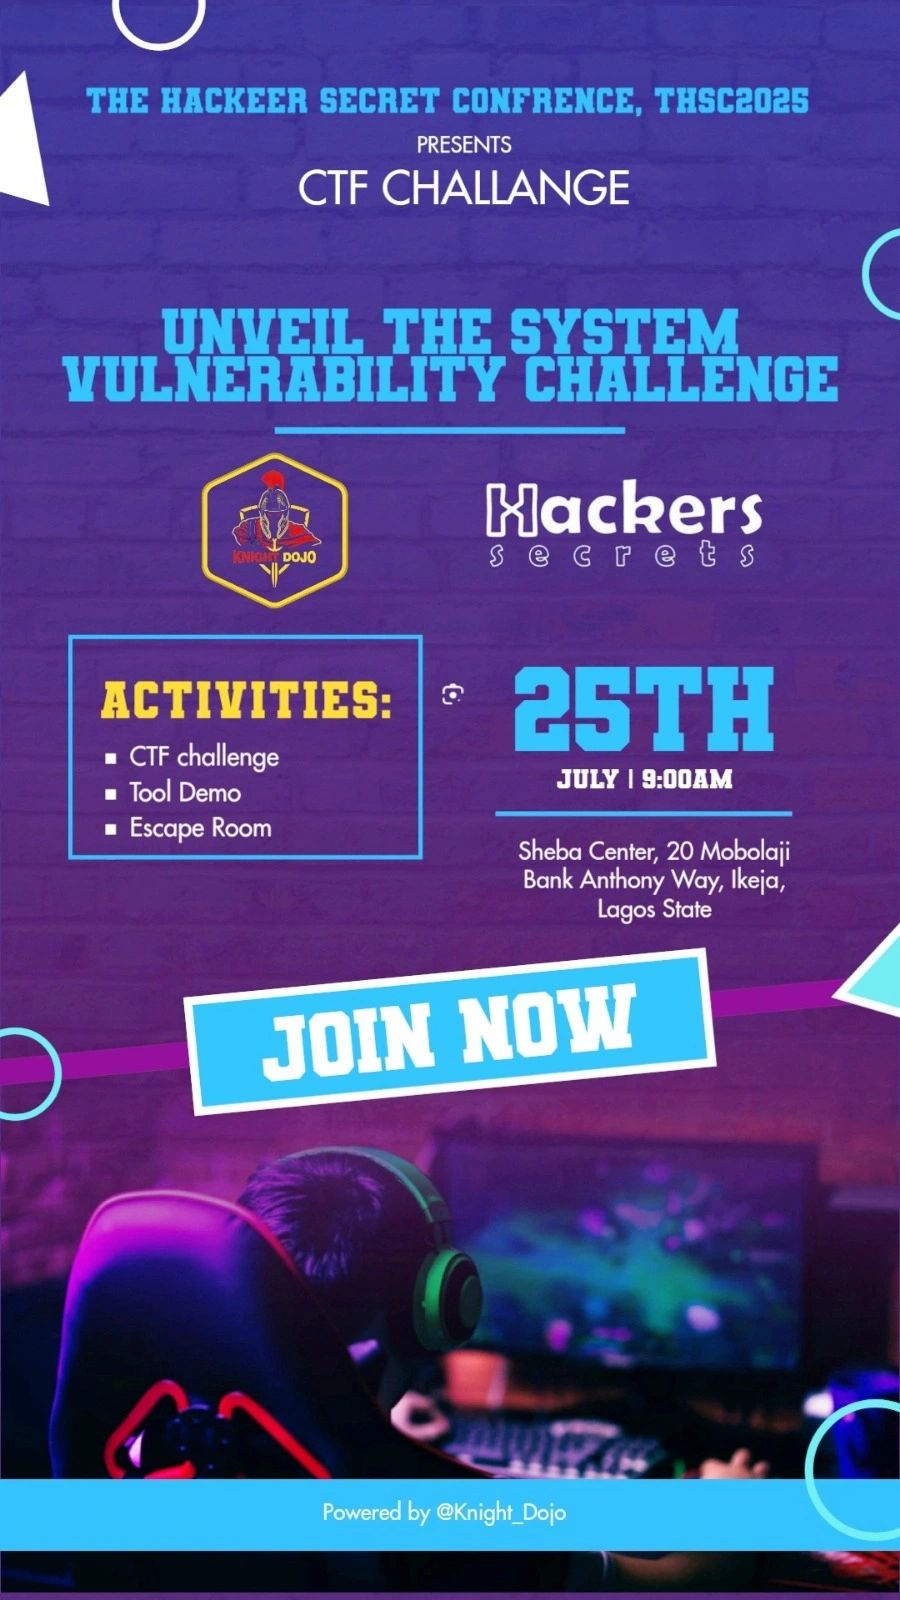 THE HACKEER SECRET CONFRENCE, THSC2025
PRESENTS
CTF CHALLANGE
UNVEIL THE SYSTEM
VULNERABILITY CHALLENGE
KNIGHT DOJO
Hackers
secrets
ACTIVITIES:
CTF challenge
Tool Demo
Escape Room
25TH
JULY | 9:00AM
Sheba Center, 20 Mobolaji
Bank Anthony Way, Ikeja,
Lagos State
JOIN NOW
Powered by @Knight_Dojo